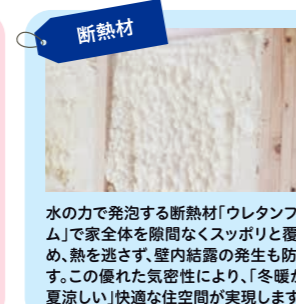 断熱材
水の力で発泡する断熱材「ウレタンフ
ム」で家全体を隙間なくスッポリと覆
め、熱を逃さず、壁内結露の発生も防
す。この優れた気密性により、「冬暖か
夏涼しい」快適な住空間が実現します